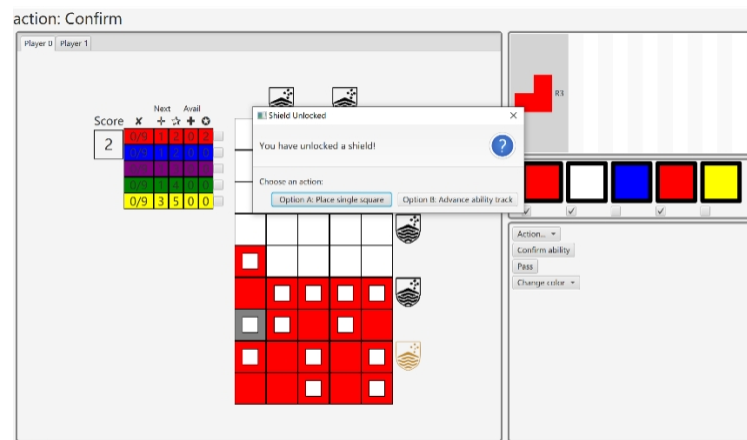 action: Confirm
Player 0 Player 1
Next Avail
Score
2
0/9 1 2 0 2
0/9 1 2 0 0
1 4 0 0
0/9 3 5 0 0
Shield Unlocked
You have unlocked a shield!
Choose an action:
Option A: Place single square Option B: Advance ability track
R3
Action...
Confirm ability
Pass
Change color